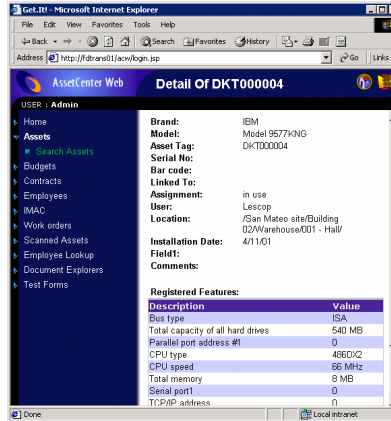 Get.It! - Microsoft Internet Explorer
File Edit View Favorites Tools Help
Back Search Favorites History
Address http://fdtrans01/acw/login.jsp Go Links
AssetCenter Web
Detail Of DKT000004
USER : Admin
Home
Assets
Search Assets
Budgets
Contracts
Employees
IMAC
Work orders
Scanned Assets
Employee Lookup
Document Explorers
Test Forms
Brand: IBM
Model: Model 9577KNG
Asset Tag: DKT000004
Serial No:
Bar code:
Linked To:
Assignment: in use
User: Lescop
Location: /San Mateo site/Building
02/Warehouse/001 - Hall/
Installation Date: 4/11/01
Field1:
Comments:
Registered Features:
Description Value
Bus type ISA
Total capacity of all hard drives 540 MB
Parallel port address #1 0
CPU type 486DX2
CPU speed 66 MHz
Total memory 8 MB
Serial port1 0
TCP/IP address 0
Done Local intranet